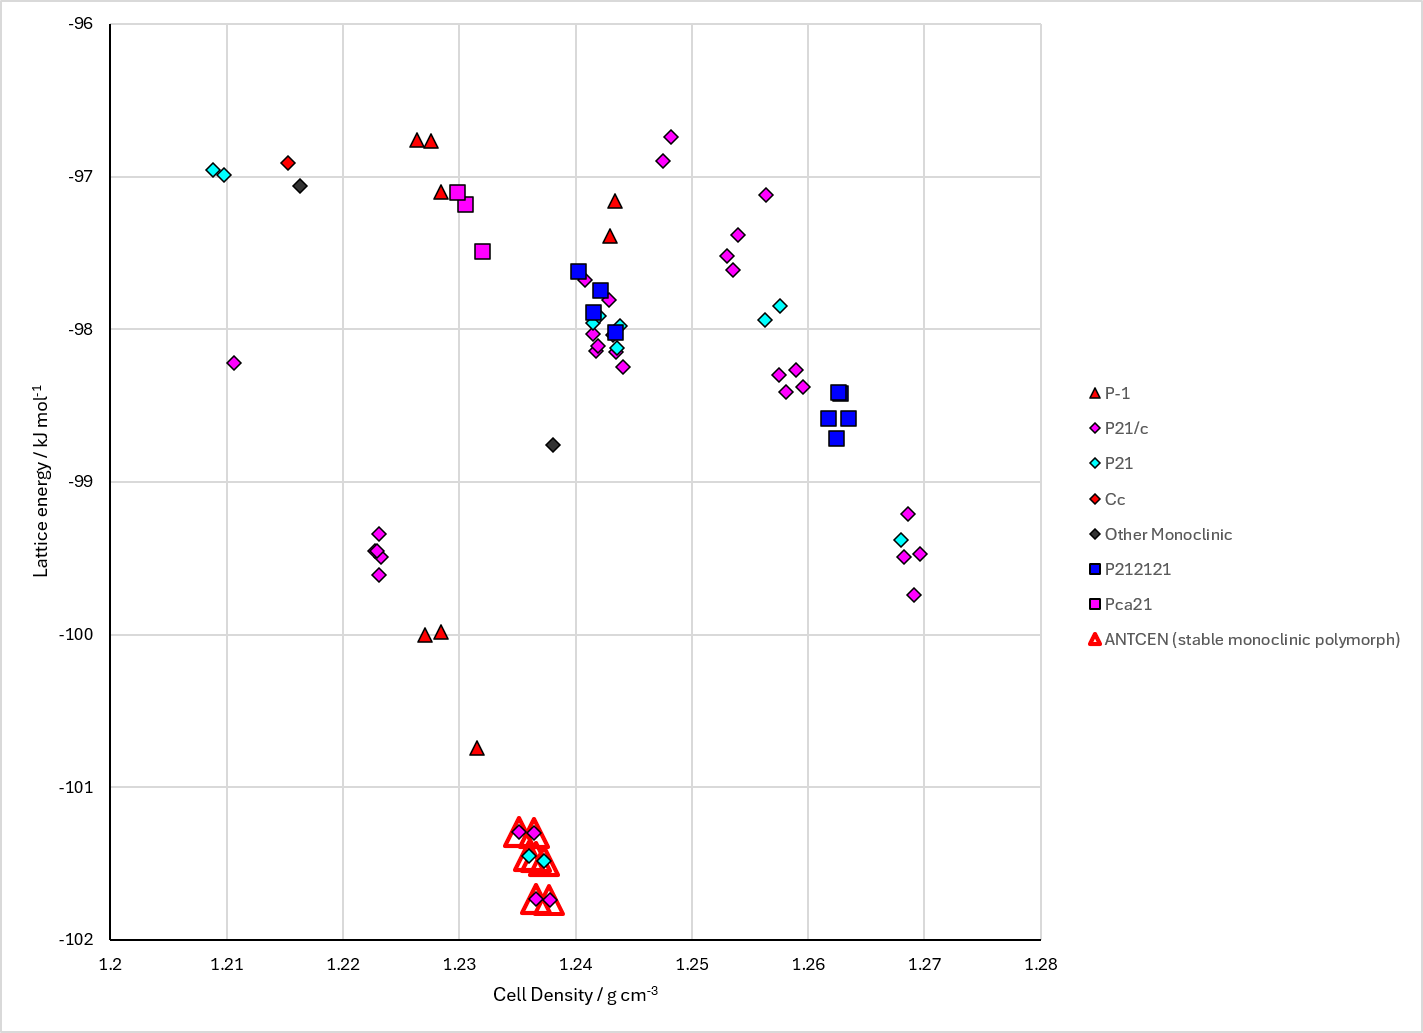 -96
-97
-98
-99
-100
-101
-102
Lattice energy / kJ mol-1
1.2 1.21 1.22 1.23 1.24 1.25 1.26 1.27 1.28
Cell Density / g cm-3
P-1
P21/c
P21
Cc
Other Monoclinic
P212121
Pca21
ANTCEN (stable monoclinic polymorph)